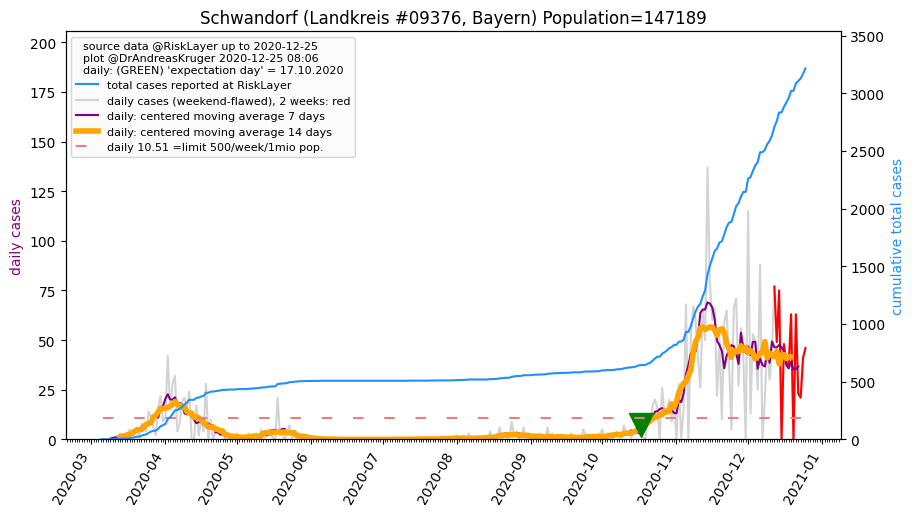 Schwandorf (Landkreis #09376, Bayern) Population=147189
source data @RiskLayer up to 2020-12-25
plot @DrAndreasKruger 2020-12-25 08:06
daily: (GREEN) 'expectation day' = 17.10.2020
total cases reported at RiskLayer
daily cases (weekend-flawed), 2 weeks: red
daily: centered moving average 7 days
daily: centered moving average 14 days
daily 10.51 =limit 500/week/1mio pop.
daily cases
200
175
150
125
100
75
50
25
0
3500
3000
2500
2000
1500
1000
500
0
cumulative total cases
2020-03
2020-04
2020-05
2020-06
2020-07
2020-08
2020-09
2020-10
2020-11
2020-12
2021-01